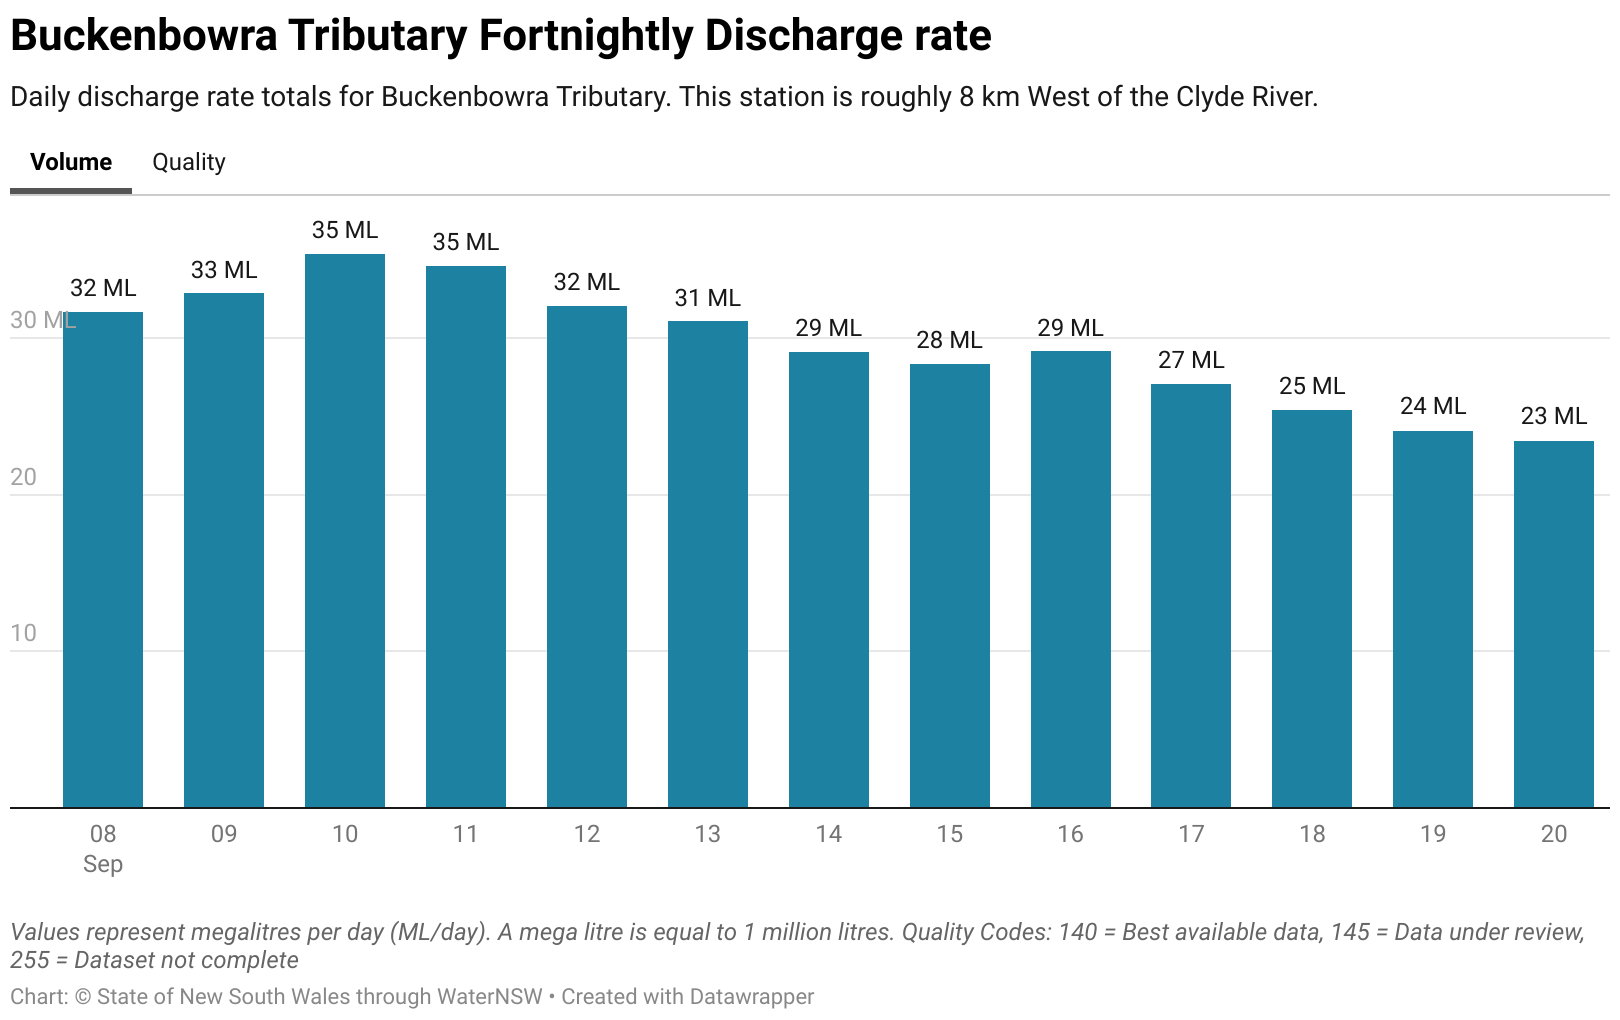 Buckenbowra Tributary Fortnightly Discharge rate
Daily discharge rate totals for Buckenbowra Tributary. This station is roughly 8 km West of the Clyde River.
Volume Quality
35 ML
35 ML
33 ML
32 ML
32 ML
31 ML
30 ML
29 ML
28 ML
29 ML
27 ML
25 ML
24 ML
23 ML
20
10
08 09 10 11 12 13 14 15 16 17 18 19 20
Sep
Values represent megalitres per day (ML/day). A mega litre is equal to 1 million litres. Quality Codes: 140 = Best available data, 145 = Data under review,
255 = Dataset not complete
Chart: © State of New South Wales through WaterNSW • Created with Datawrapper